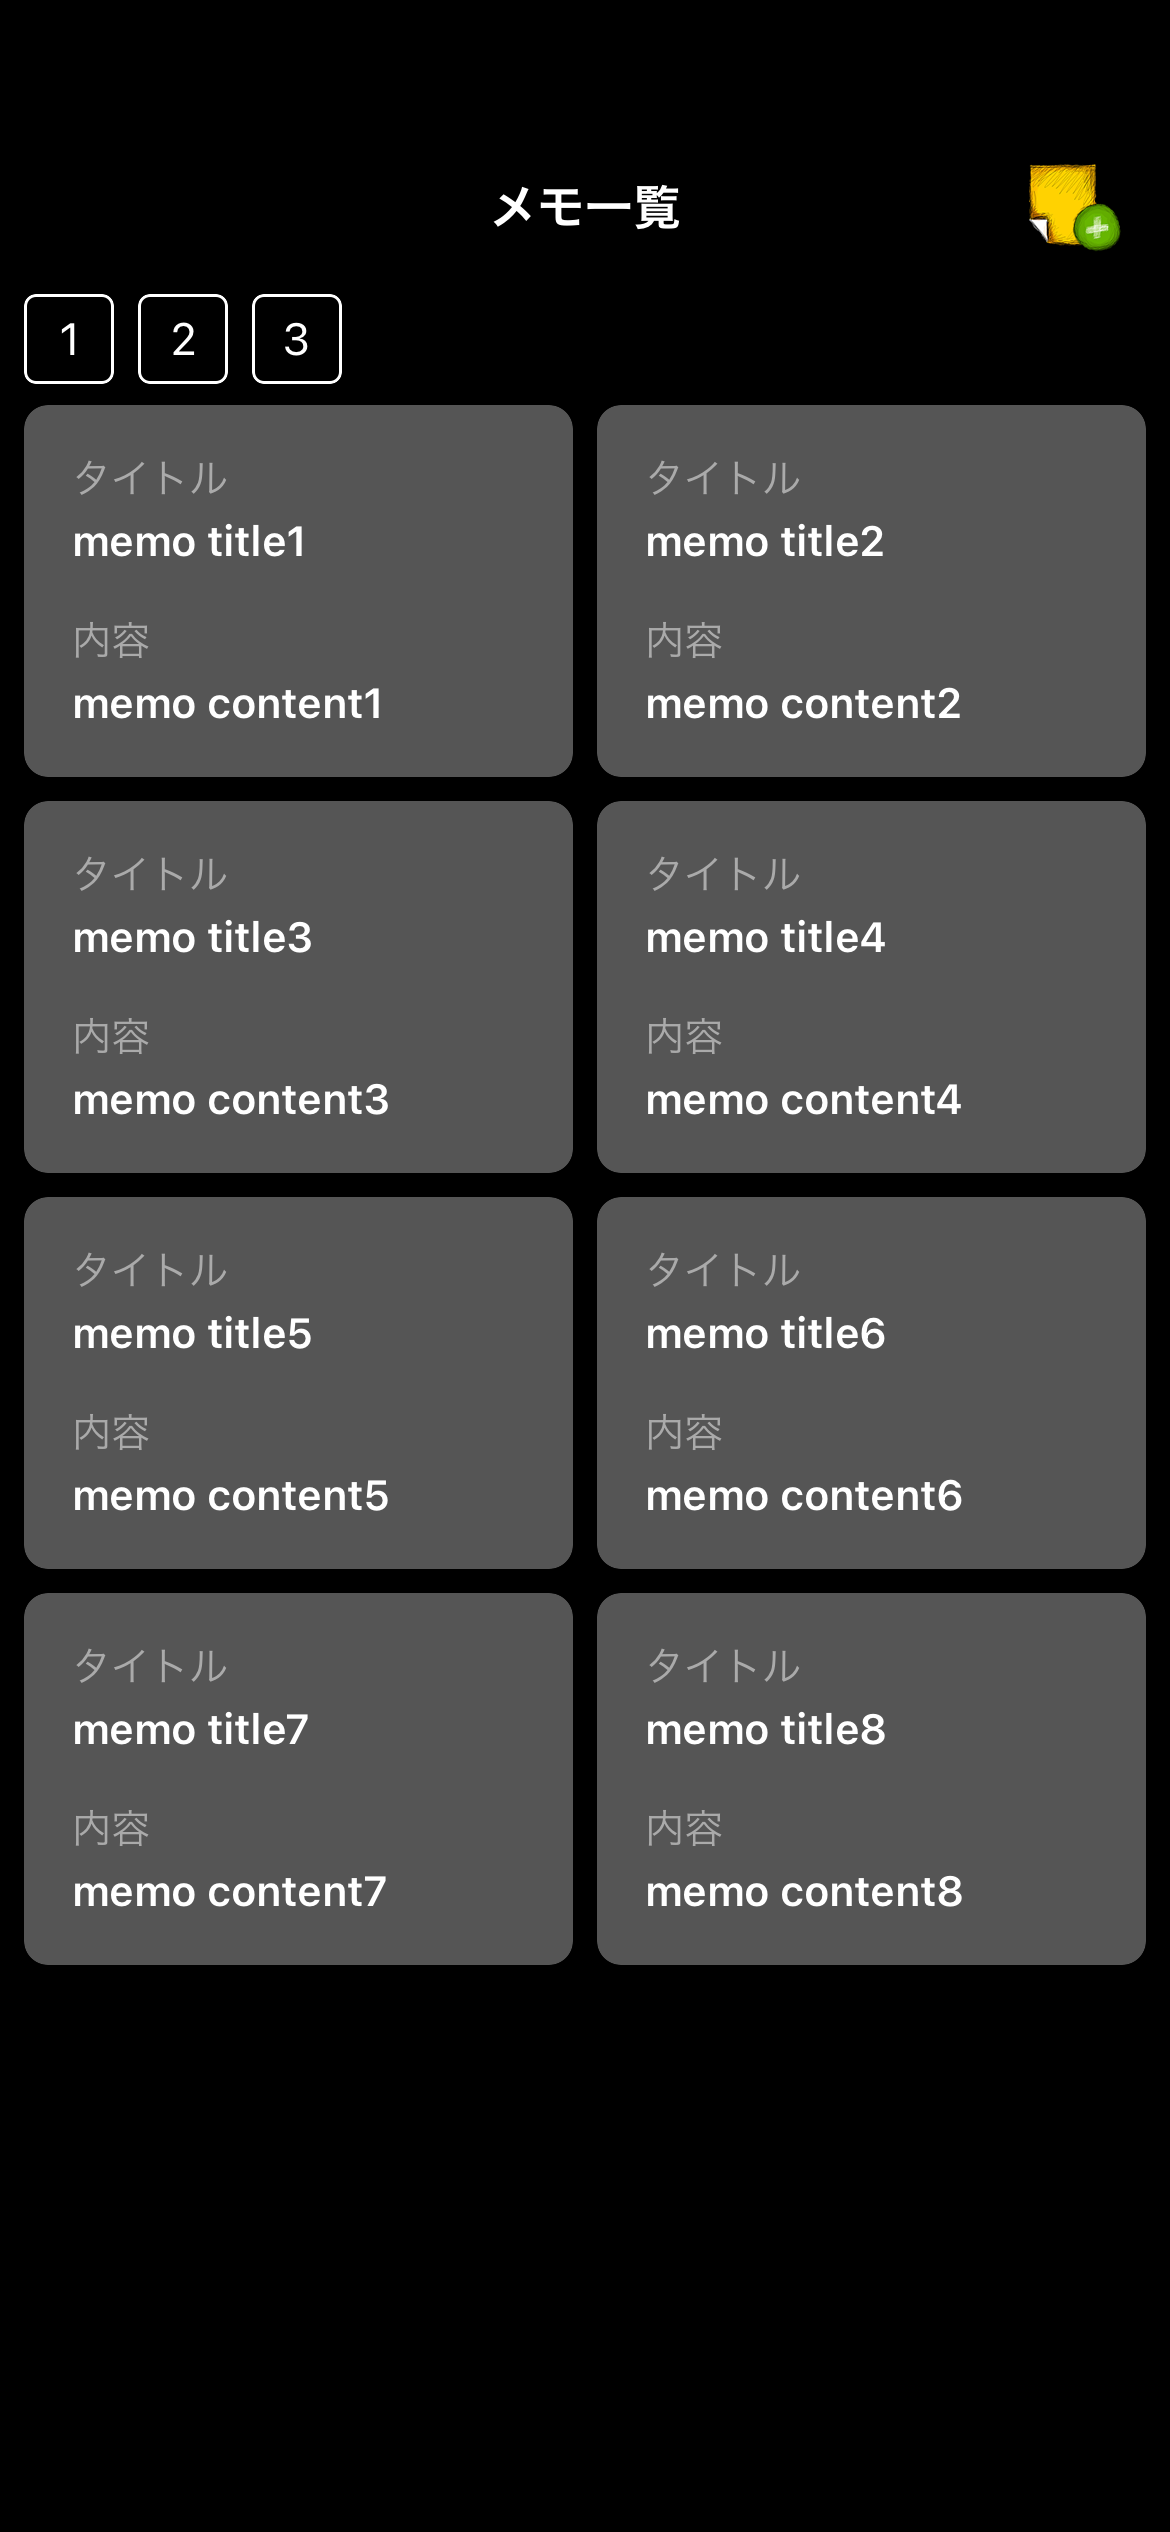 メモ一覧
1 2 3
タイトル
memo title1
内容
memo content1
タイトル
memo title2
内容
memo content2
タイトル
memo title3
内容
memo content3
タイトル
memo title4
内容
memo content4
タイトル
memo title5
内容
memo content5
タイトル
memo title6
内容
memo content6
タイトル
memo title7
内容
memo content7
タイトル
memo title8
内容
memo content8